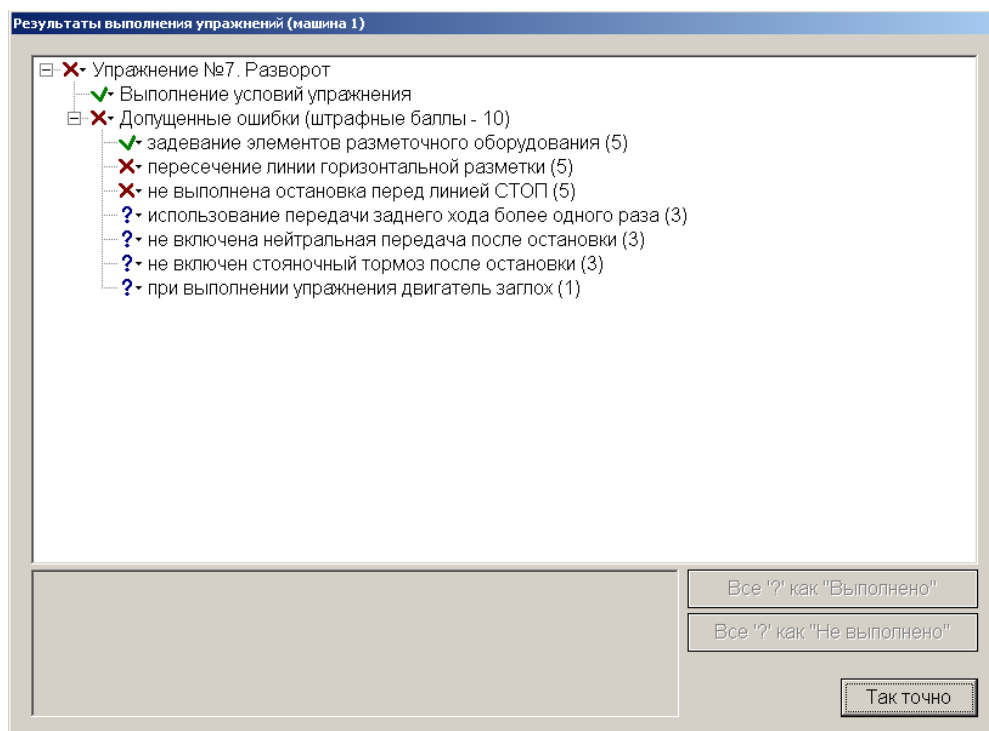 Результаты выполнения упражнений (машина 1)
Упражнение №7. Разворот
Выполнение условий упражнения
Допущенные ошибки (штрафные баллы - 10)
задевание элементов разметочного оборудования (5)
пересечение линии горизонтальной разметки (5)
не выполнена остановка перед линией СТОП (5)
? использование передачи заднего хода более одного раза (3)
? не включена нейтральная передача после остановки (3)
? не включен стояночный тормоз после остановки (3)
? при выполнении упражнения двигатель заглох (1)
Все '?' как "Выполнено"
Все '?' как "Не выполнено"
Так точно